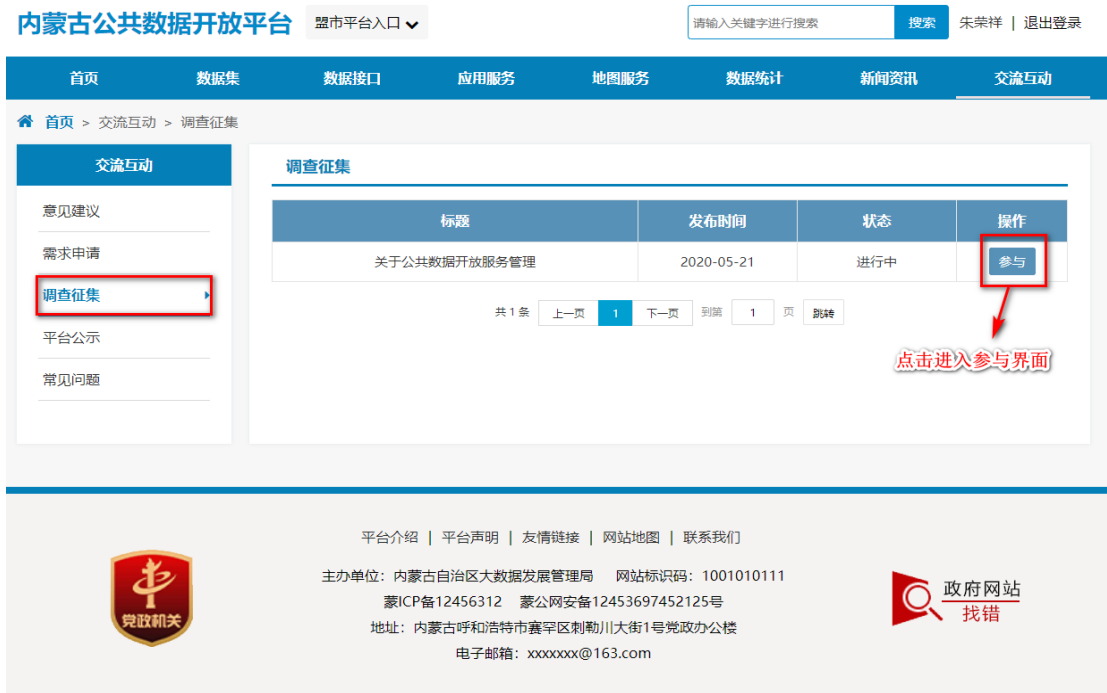 内蒙古公共数据开放平台 盟市平台入口 请输入关键字进行搜索 搜索 朱荣祥 | 退出登录
首页 数据集 数据接口 应用服务 地图服务 数据统计 新闻资讯 交流互动
首页 > 交流互动 > 调查征集
交流互动
意见建议
需求申请
调查征集
平台公示
常见问题
调查征集
标题 发布时间 状态 操作
关于公共数据开放服务管理 2020-05-21 进行中 参与
共 1 条 上一页 1 下一页 到第 1 页 跳转
点击进入参与界面
平台介绍 | 平台声明 | 友情链接 | 网站地图 | 联系我们
主办单位：内蒙古自治区大数据发展管理局 网站标识码：1001010111
蒙ICP备12456312 蒙公网安备12453697452125号
地址：内蒙古呼和浩特市赛罕区刺勒川大街1号党政办公楼
电子邮箱：xxxxxxx@163.com
党政机关
政府网站
找错